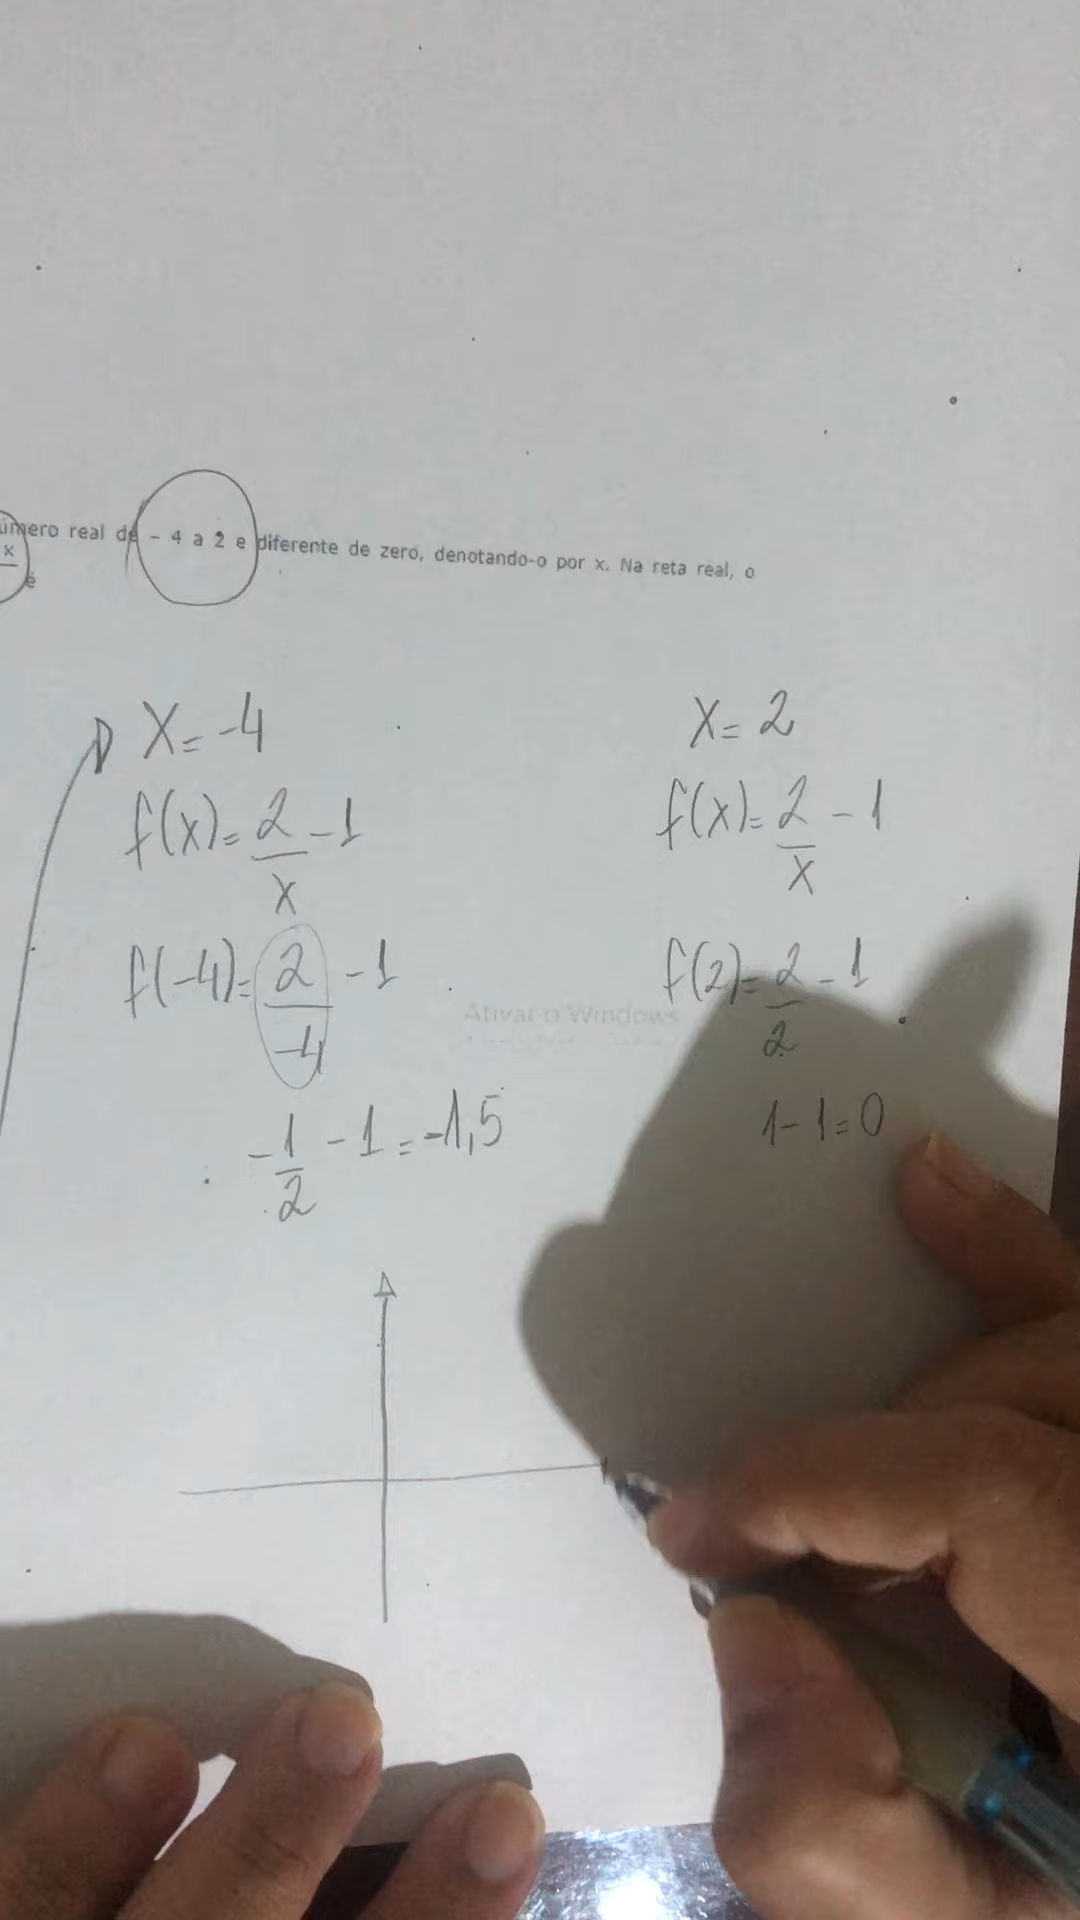 número real de - 4 a 2 e diferente de zero, denotando-o por x. Na reta real, o
x
é
X = -4
f(x) = 2/x - 1
f(-4) = 2/-4 - 1
-1/2 - 1 = -1,5
X = 2
f(x) = 2/x - 1
f(2) = 2/2 - 1
1 - 1 = 0
Ativar o Windows